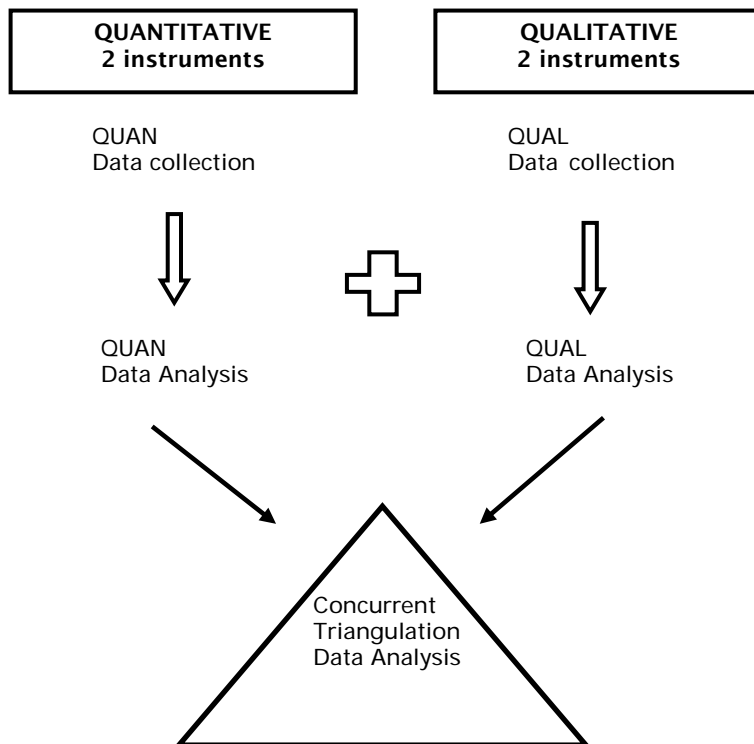 QUANTITATIVE
2 instruments
QUALITATIVE
2 instruments
QUAN
Data collection
QUAL
Data collection
QUAN
Data Analysis
QUAL
Data Analysis
Concurrent
Triangulation
Data Analysis